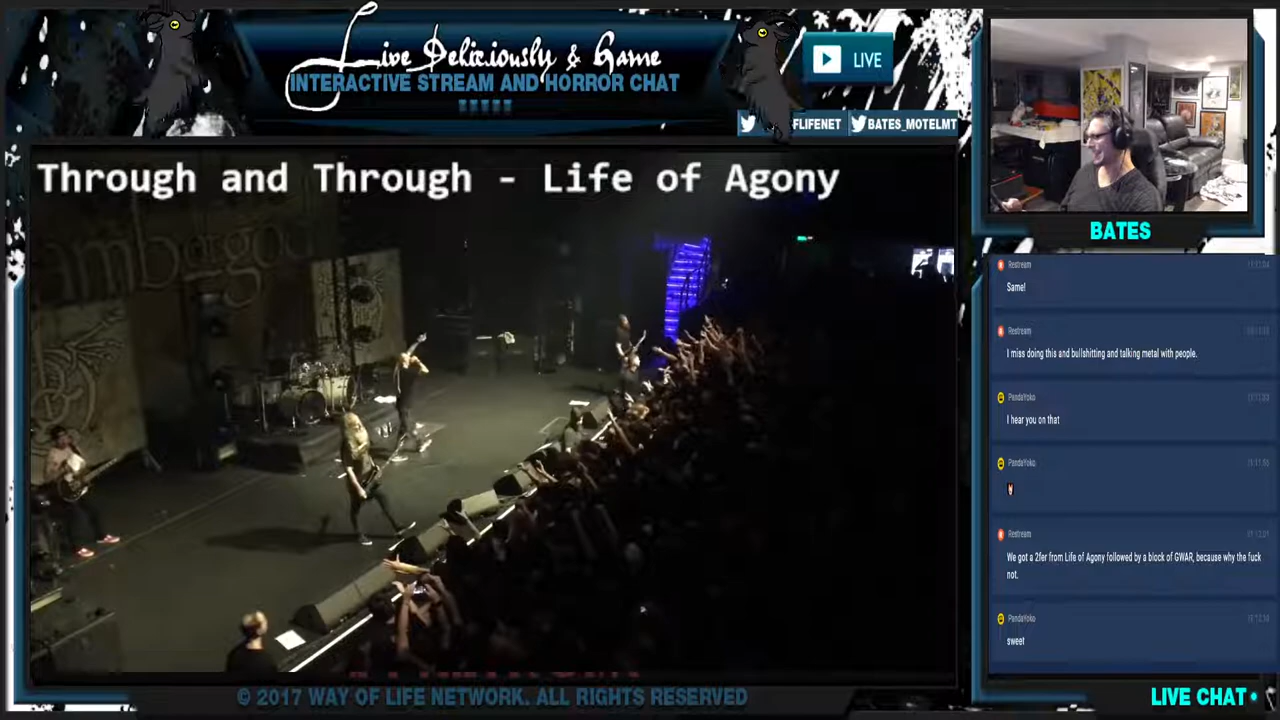 Live Deliciously & Game
INTERACTIVE STREAM AND HORROR CHAT
LIVE
FLIFENET
BATES_MOTELMT
Through and Through - Life of Agony
lamb of god
BATES
Restream
Same!
Restream
I miss doing this and bullshitting and talking metal with people.
PandaYoko
I hear you on that
PandaYoko
Restream
We got a 2fer from Life of Agony followed by a block of GWAR, because why the fuck
not.
PandaYoko
sweet
© 2017 WAY OF LIFE NETWORK. ALL RIGHTS RESERVED
LIVE CHAT